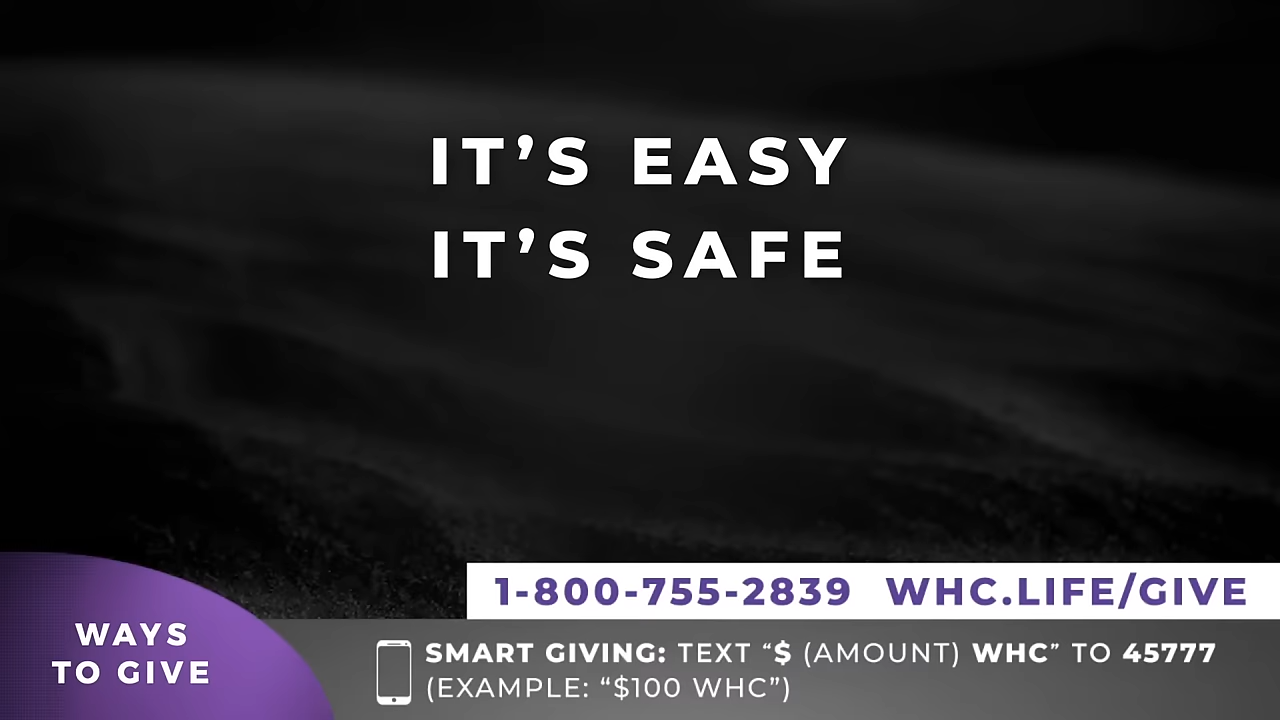 IT’S EASY
IT’S SAFE
1-800-755-2839 WHC.LIFE/GIVE
WAYS
TO GIVE
SMART GIVING: TEXT “$ (AMOUNT) WHC” TO 45777
(EXAMPLE: “$100 WHC”)